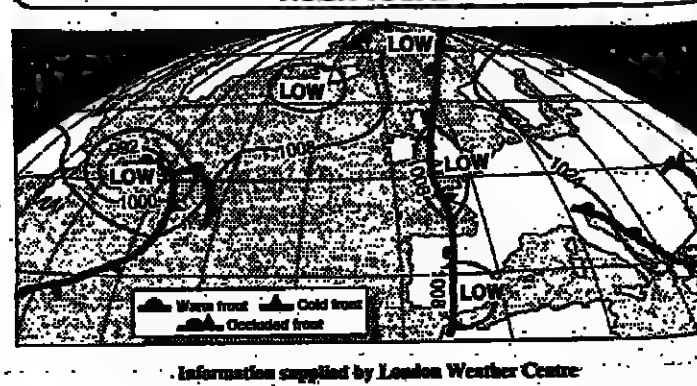 LOW
LOW
992
LOW
1008
LOW
1000
1024
1008
1008
LOW
Warm front Cold front
Occluded front
Information supplied by London Weather Centre